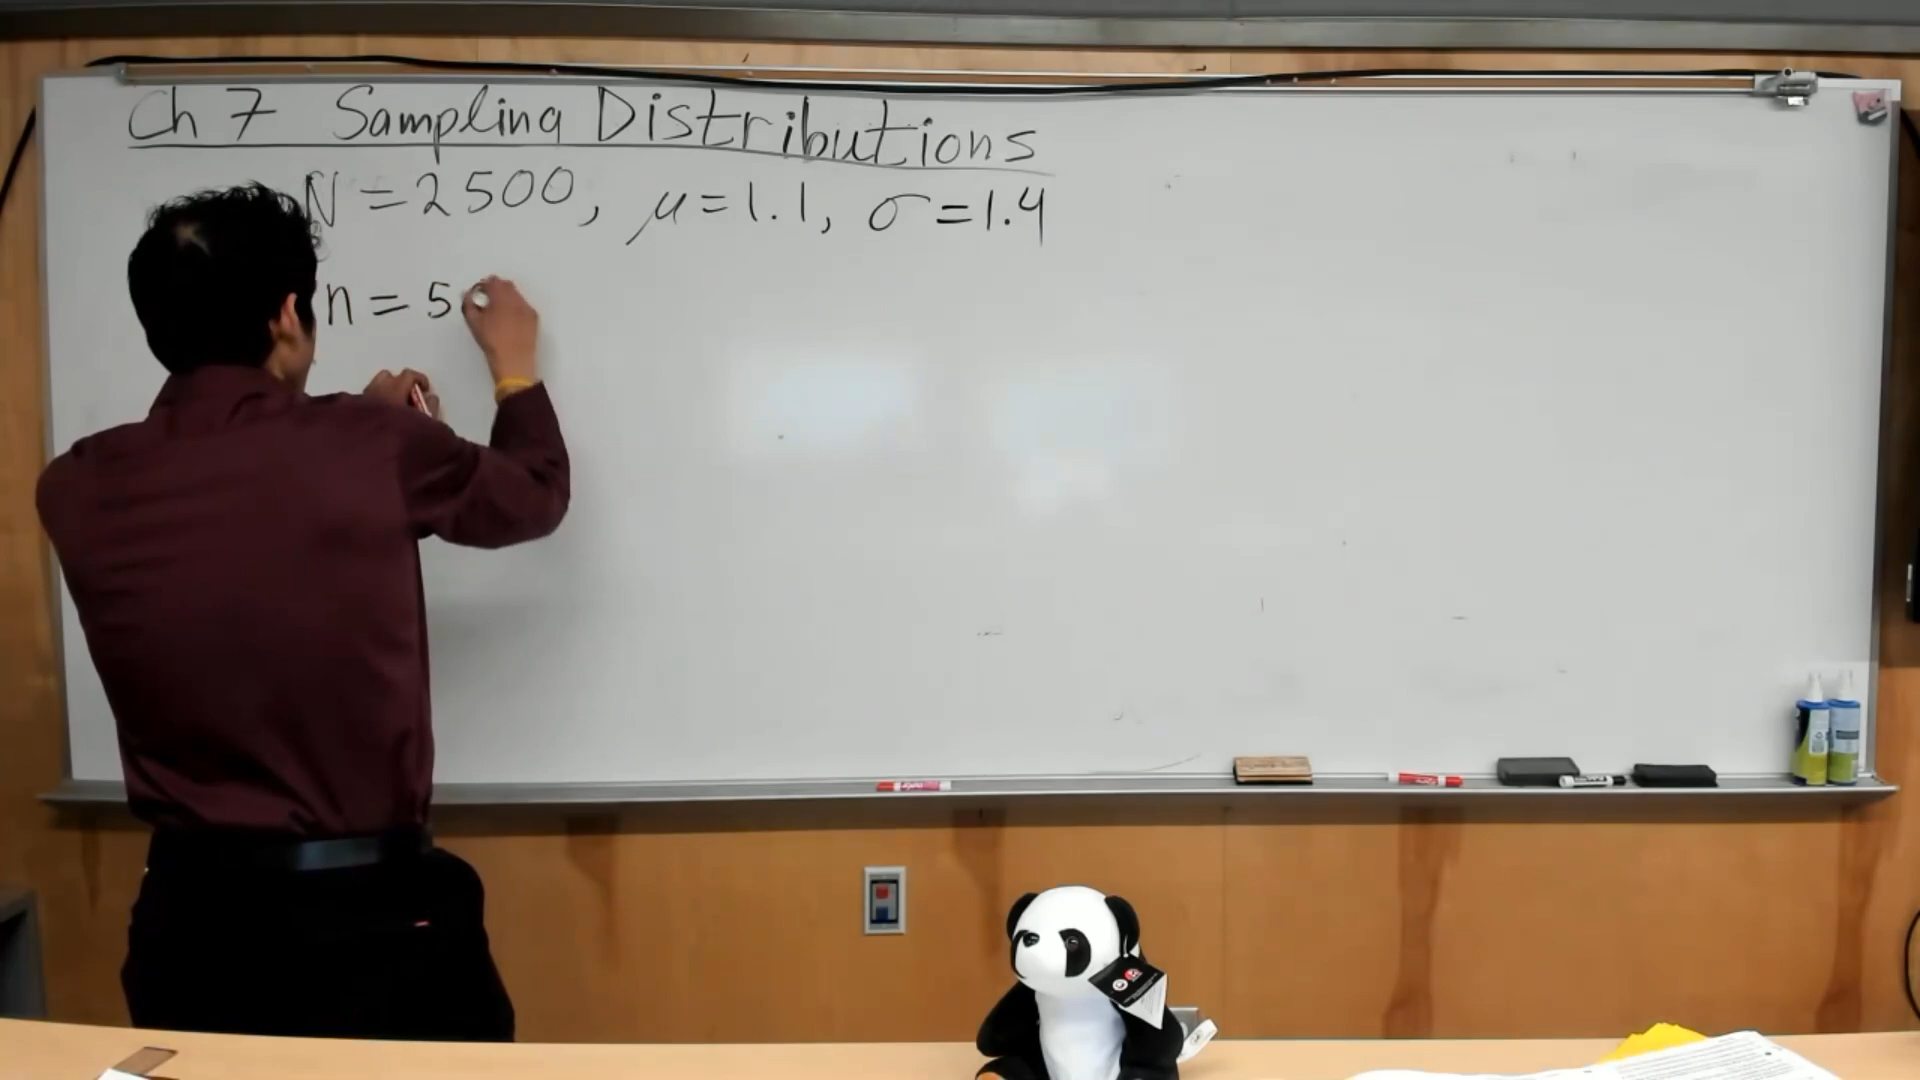 Ch 7 Sampling Distributions
N = 2500, μ = 1.1, σ = 1.4
n = 5